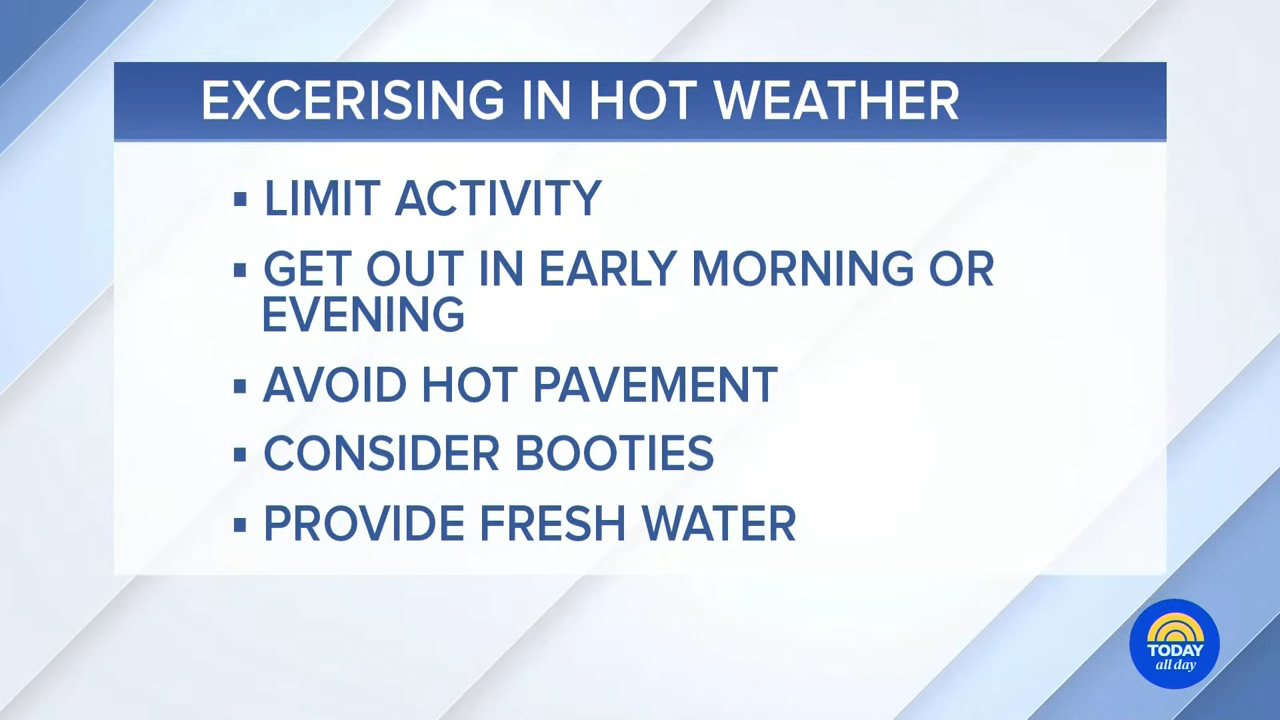 EXCERISING IN HOT WEATHER
▪ LIMIT ACTIVITY
▪ GET OUT IN EARLY MORNING OR
EVENING
▪ AVOID HOT PAVEMENT
▪ CONSIDER BOOTIES
▪ PROVIDE FRESH WATER
TODAY
all day